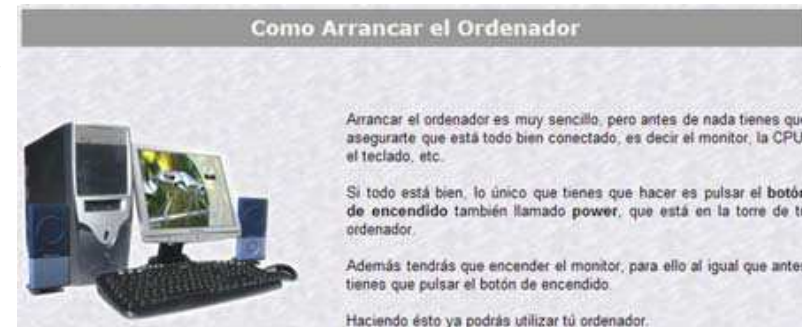 Como Arrancar el Ordenador
Arrancar el ordenador es muy sencillo, pero antes de nada tienes que
asegurarte que está todo bien conectado, es decir el monitor, la CPU
el teclado, etc.
Si todo está bien, lo único que tienes que hacer es pulsar el botón
de encendido también llamado power, que está en la torre de tu
ordenador.
Además tendrás que encender el monitor, para ello al igual que antes
tienes que pulsar el botón de encendido.
Haciendo ésto ya podrás utilizar tú ordenador.